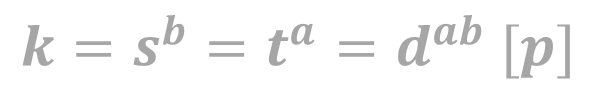 k = s^b = t^a = d^{ab} [p]